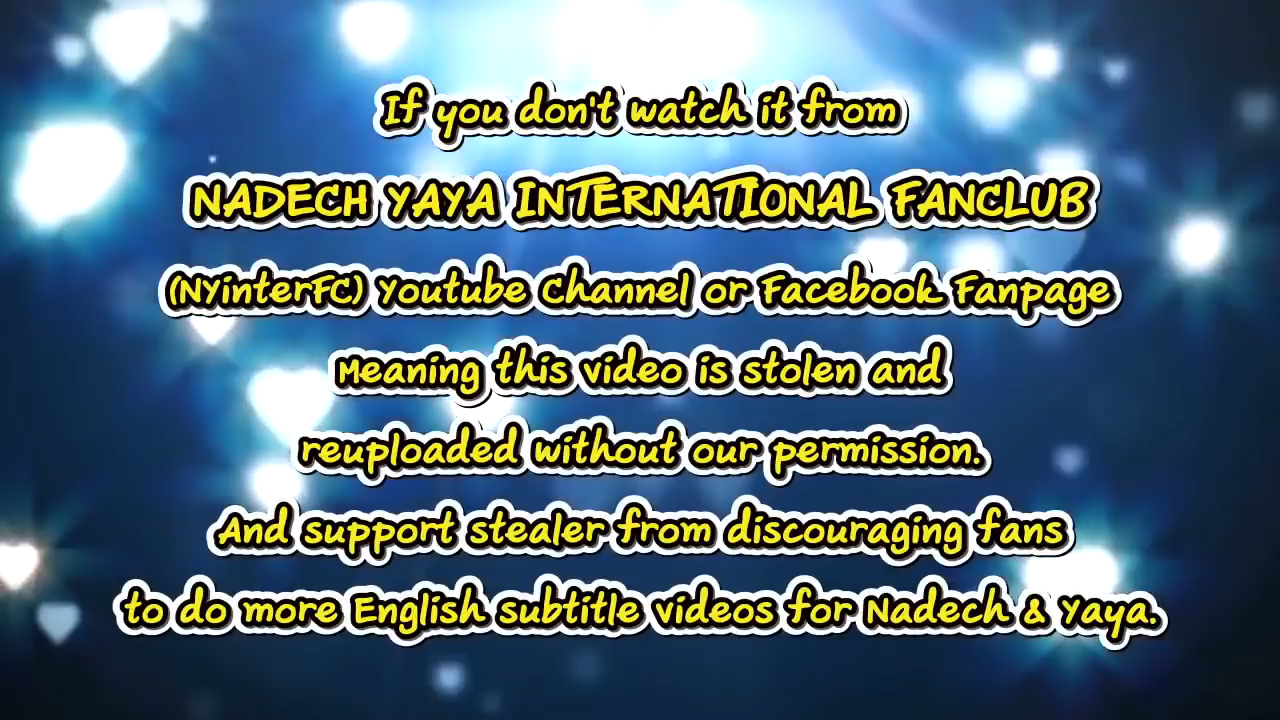 If you don't watch it from
NADECH YAYA INTERNATIONAL FANCLUB
(NYinterFC) Youtube Channel or Facebook Fanpage
Meaning this video is stolen and
reuploaded without our permission.
And support stealer from discouraging fans
to do more English subtitle videos for Nadech & Yaya.